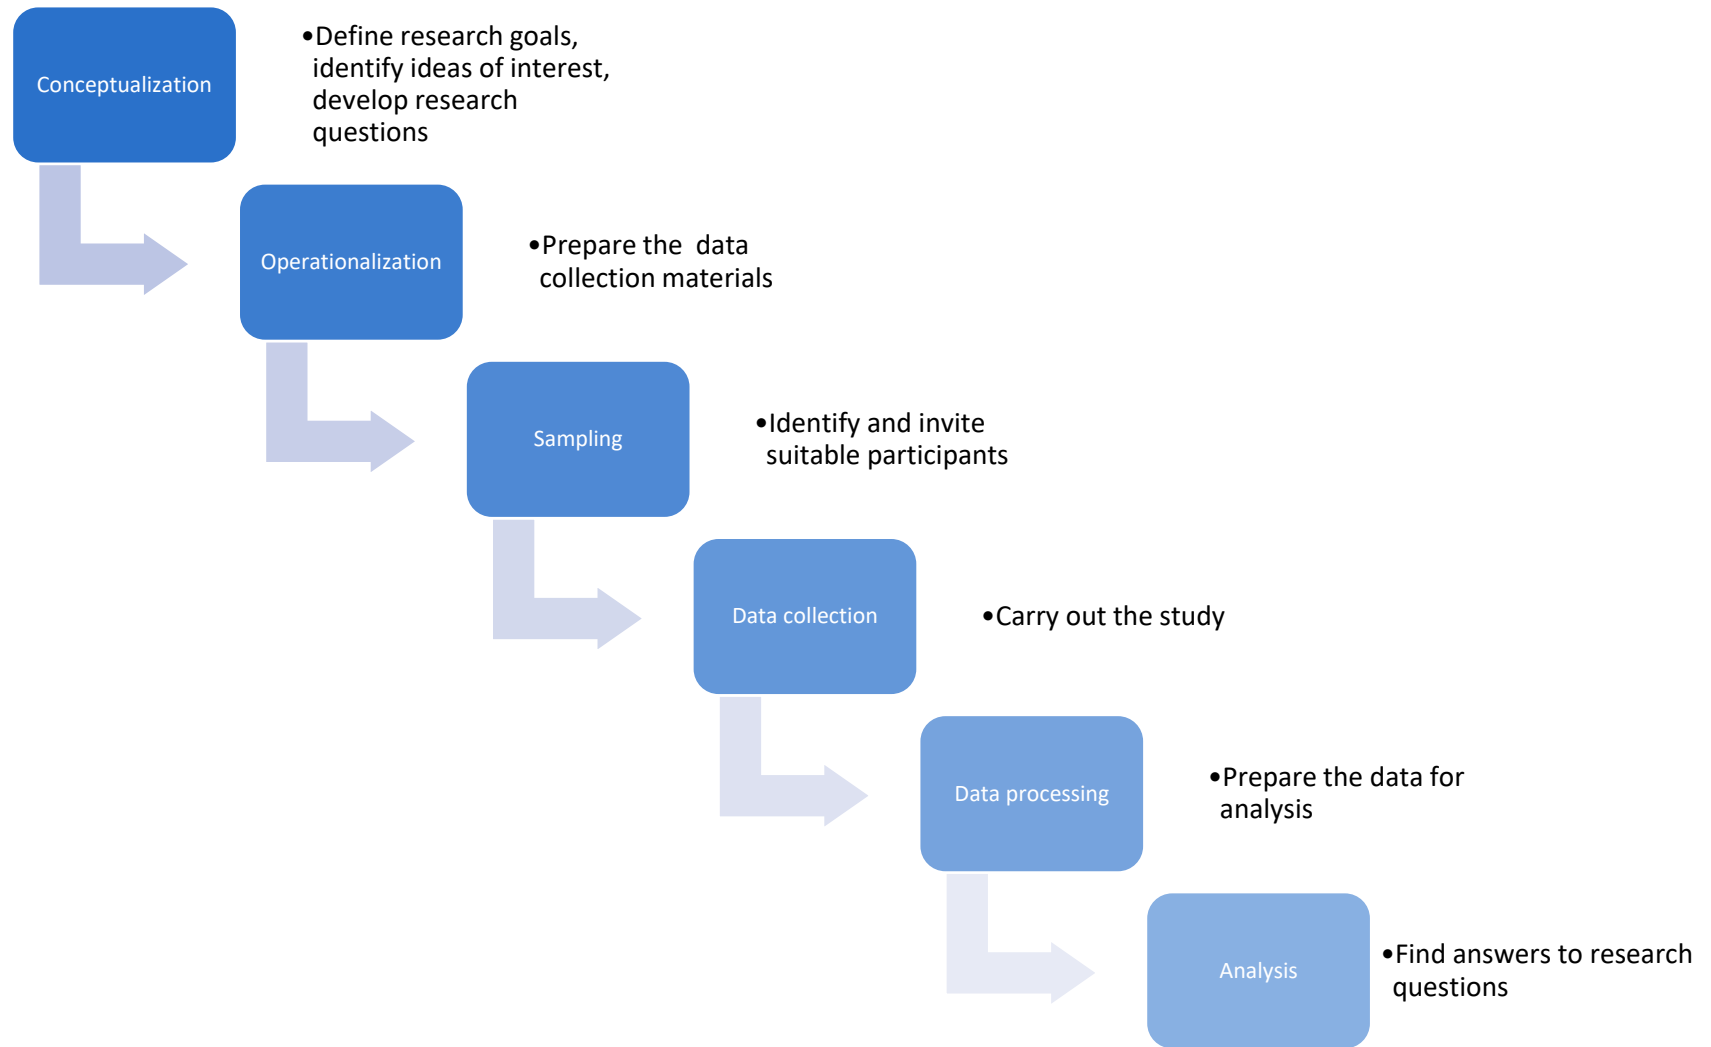 Conceptualization
•Define research goals,
identify ideas of interest,
develop research
questions
Operationalization
•Prepare the  data
collection materials
Sampling
•Identify and invite
suitable participants
Data collection
•Carry out the study
Data processing
•Prepare the data for
analysis
Analysis
•Find answers to research
questions